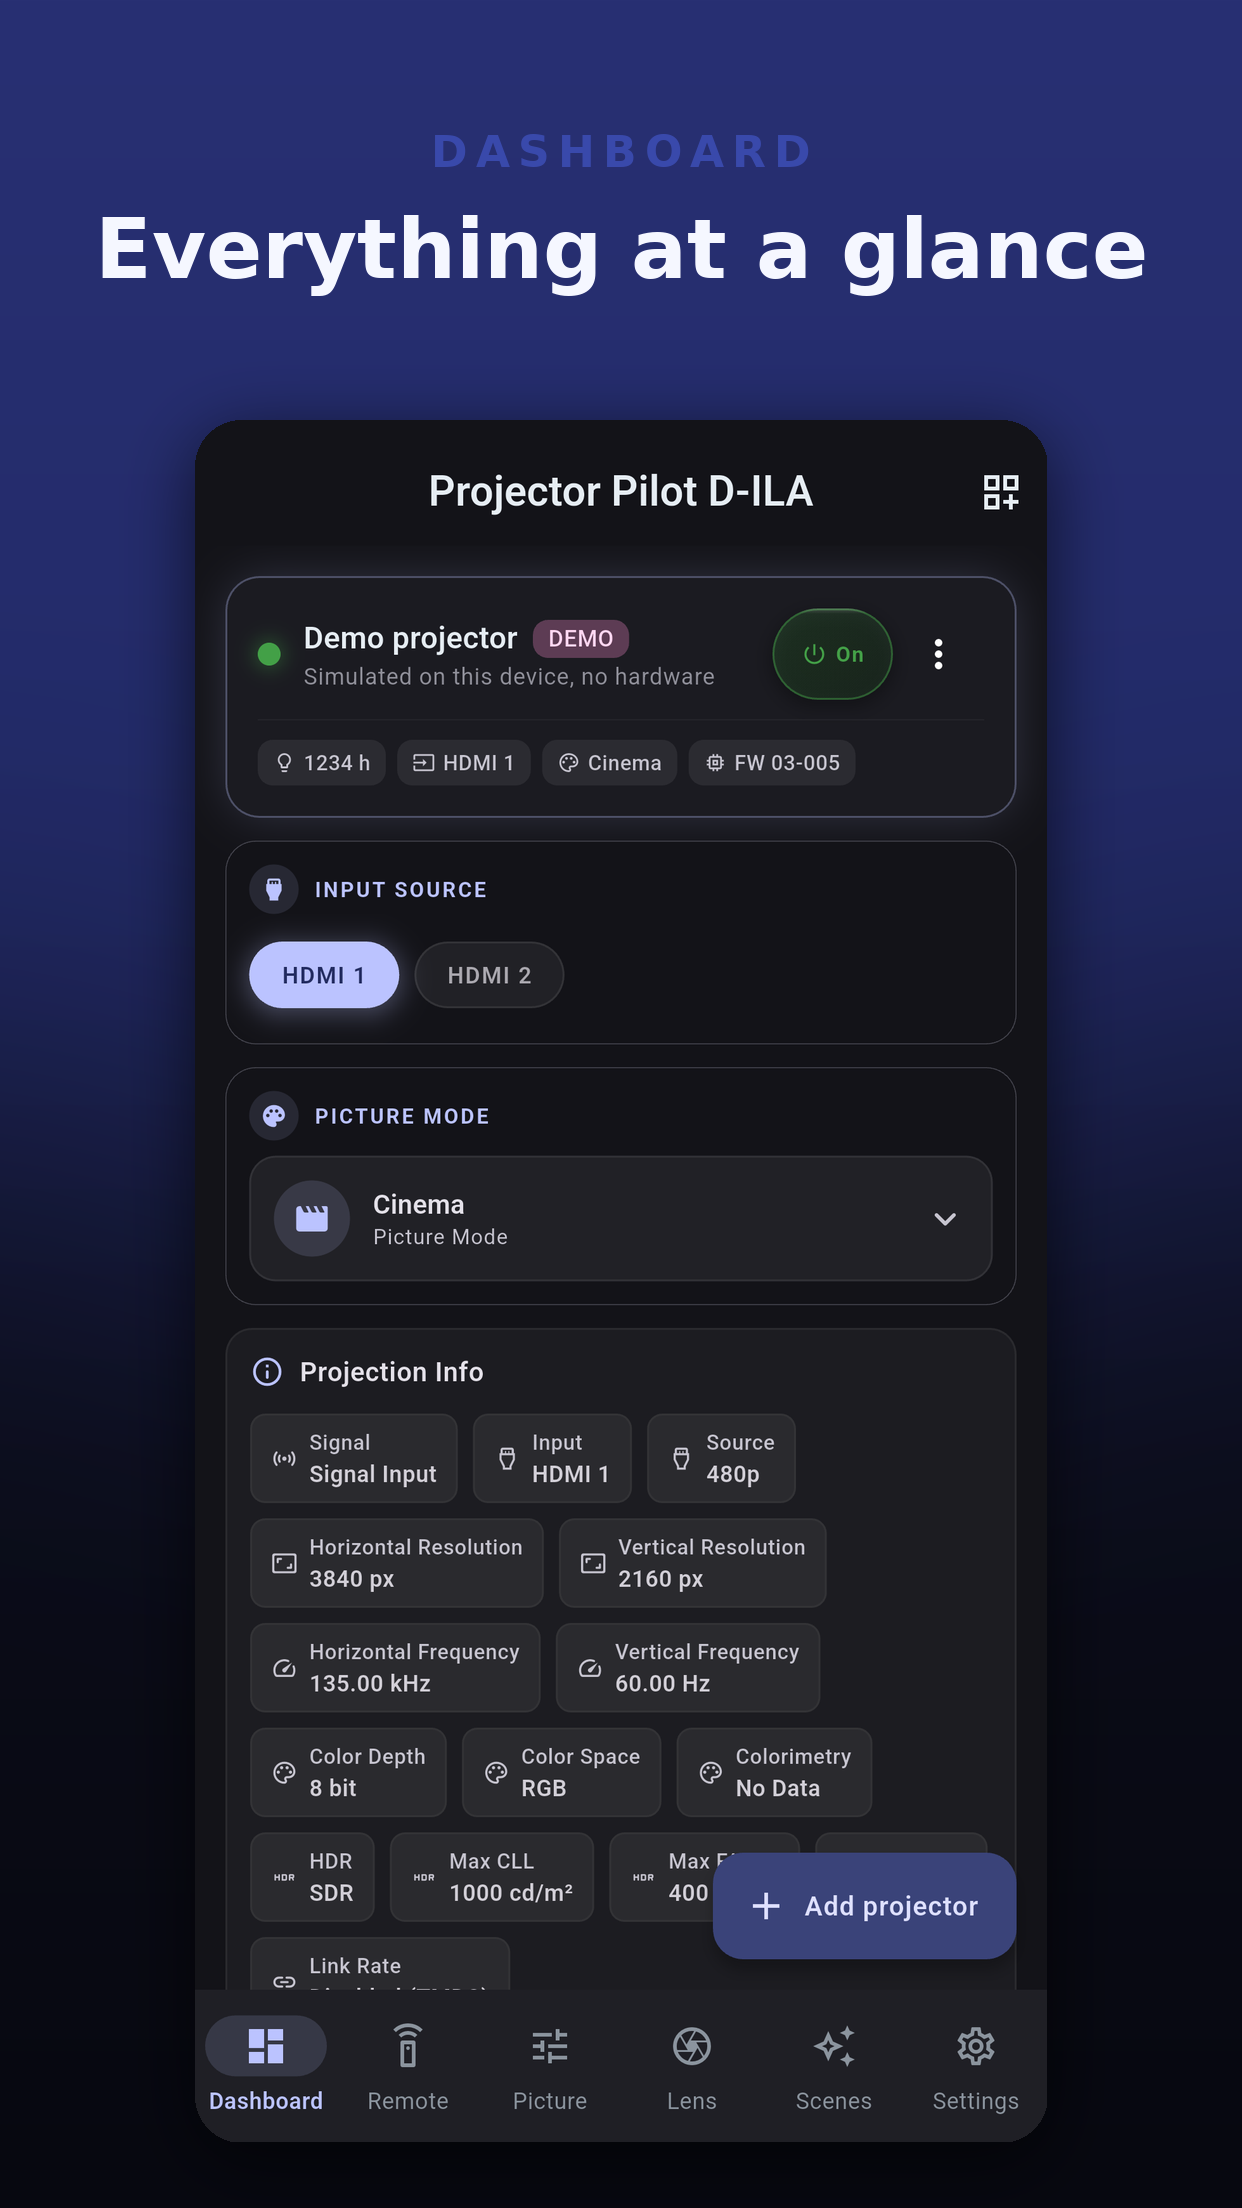 DASHBOARD
Everything at a glance
Projector Pilot D-ILA
Demo projector DEMO
Simulated on this device, no hardware
On
1234 h HDMI 1 Cinema FW 03-005
INPUT SOURCE
HDMI 1 HDMI 2
PICTURE MODE
Cinema
Picture Mode
Projection Info
Signal Input Source
Signal Input HDMI 1 480p
Horizontal Resolution Vertical Resolution
3840 px 2160 px
Horizontal Frequency Vertical Frequency
135.00 kHz 60.00 Hz
Color Depth Color Space Colorimetry
8 bit RGB No Data
HDR Max CLL Max
HDR SDR HDR 1000 cd/m² HDR 400
Add projector
Link Rate
Dashboard Remote Picture Lens Scenes Settings